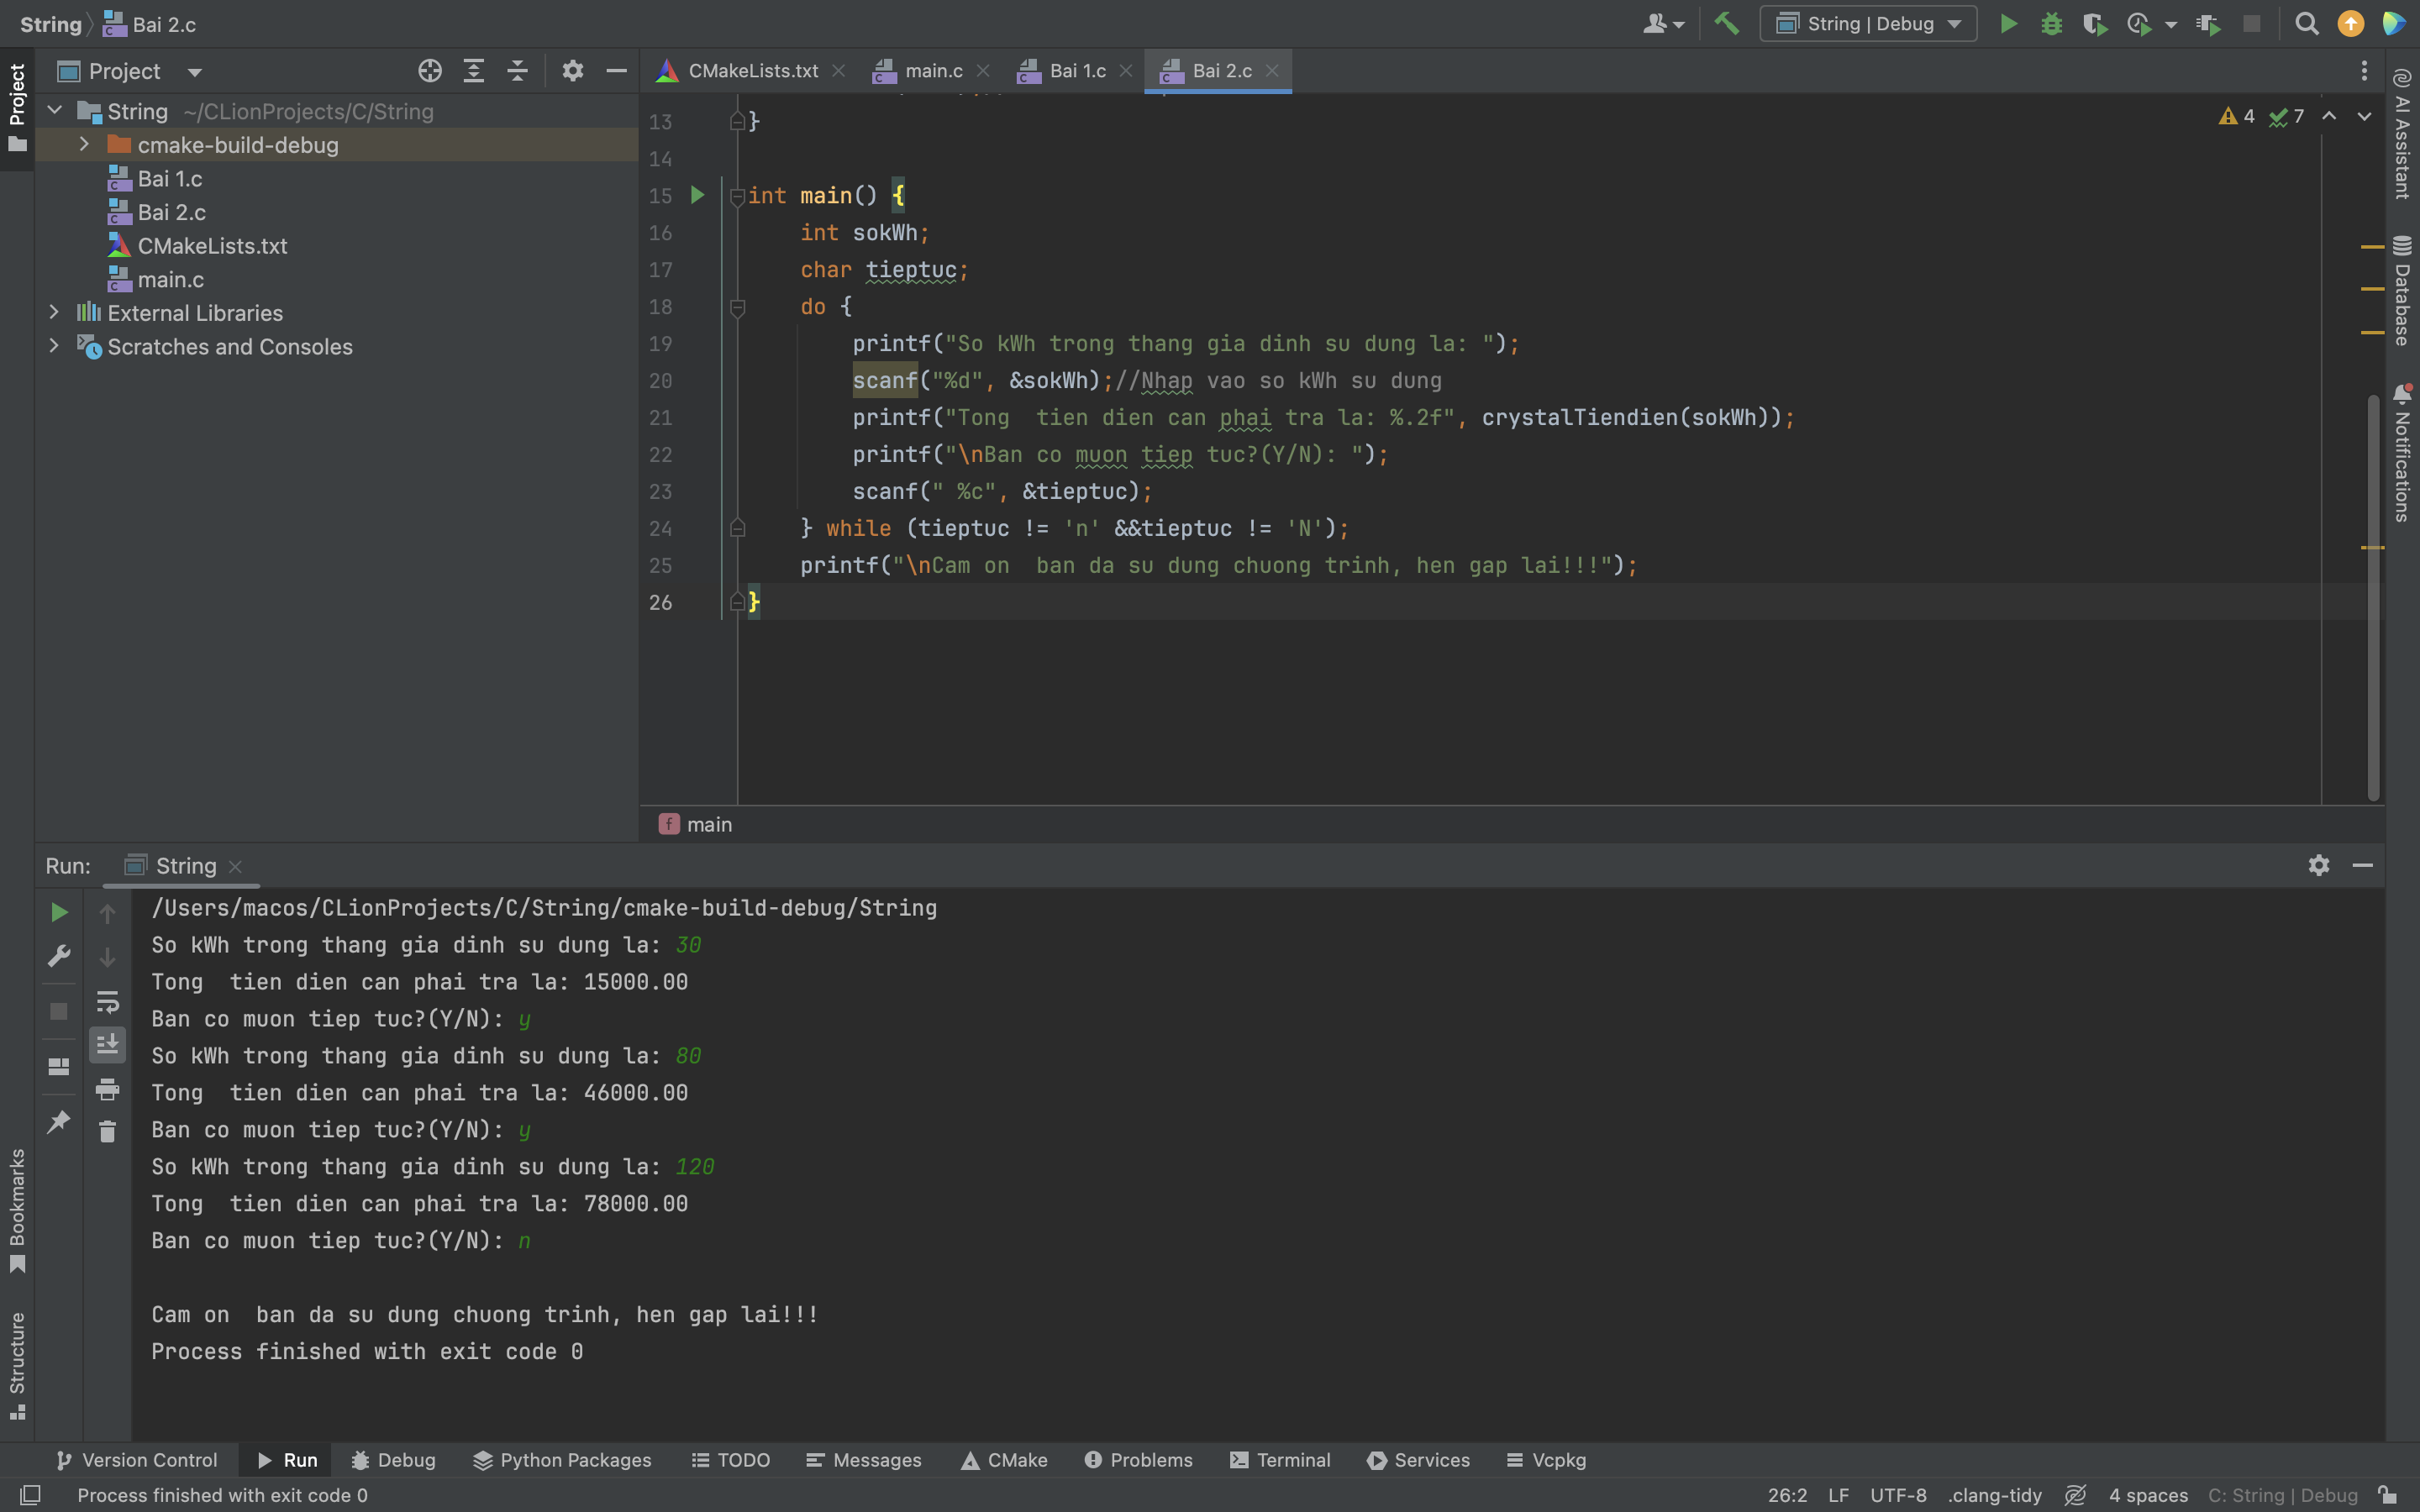 String
Bai 2.c
String | Debug
Project
Project
CMakeLists.txt
main.c
Bai 1.c
Bai 2.c
String ~/CLionProjects/C/String
cmake-build-debug
Bai 1.c
Bai 2.c
CMakeLists.txt
main.c
External Libraries
Scratches and Consoles
4 7
13 }
14
15 int main() {
16 int sokWh;
17 char tieptuc;
18 do {
19 printf("So kWh trong thang gia dinh su dung la: ");
20 scanf("%d", &sokWh);//Nhap vao so kWh su dung
21 printf("Tong  tien dien can phai tra la: %.2f", crystalTiendien(sokWh));
22 printf("\nBan co muon tiep tuc?(Y/N): ");
23 scanf(" %c", &tieptuc);
24 } while (tieptuc != 'n' &&tieptuc != 'N');
25 printf("\nCam on  ban da su dung chuong trinh, hen gap lai!!!");
26 }
f main
AI Assistant
Database
Notifications
Run: String
/Users/macos/CLionProjects/C/String/cmake-build-debug/String
So kWh trong thang gia dinh su dung la: 30
Tong  tien dien can phai tra la: 15000.00
Ban co muon tiep tuc?(Y/N): y
So kWh trong thang gia dinh su dung la: 80
Tong  tien dien can phai tra la: 46000.00
Ban co muon tiep tuc?(Y/N): y
So kWh trong thang gia dinh su dung la: 120
Tong  tien dien can phai tra la: 78000.00
Ban co muon tiep tuc?(Y/N): n
Cam on  ban da su dung chuong trinh, hen gap lai!!!
Process finished with exit code 0
Bookmarks
Structure
Version Control Run Debug Python Packages TODO Messages CMake Problems Terminal Services Vcpkg
Process finished with exit code 0
26:2 LF UTF-8 .clang-tidy 4 spaces C: String | Debug